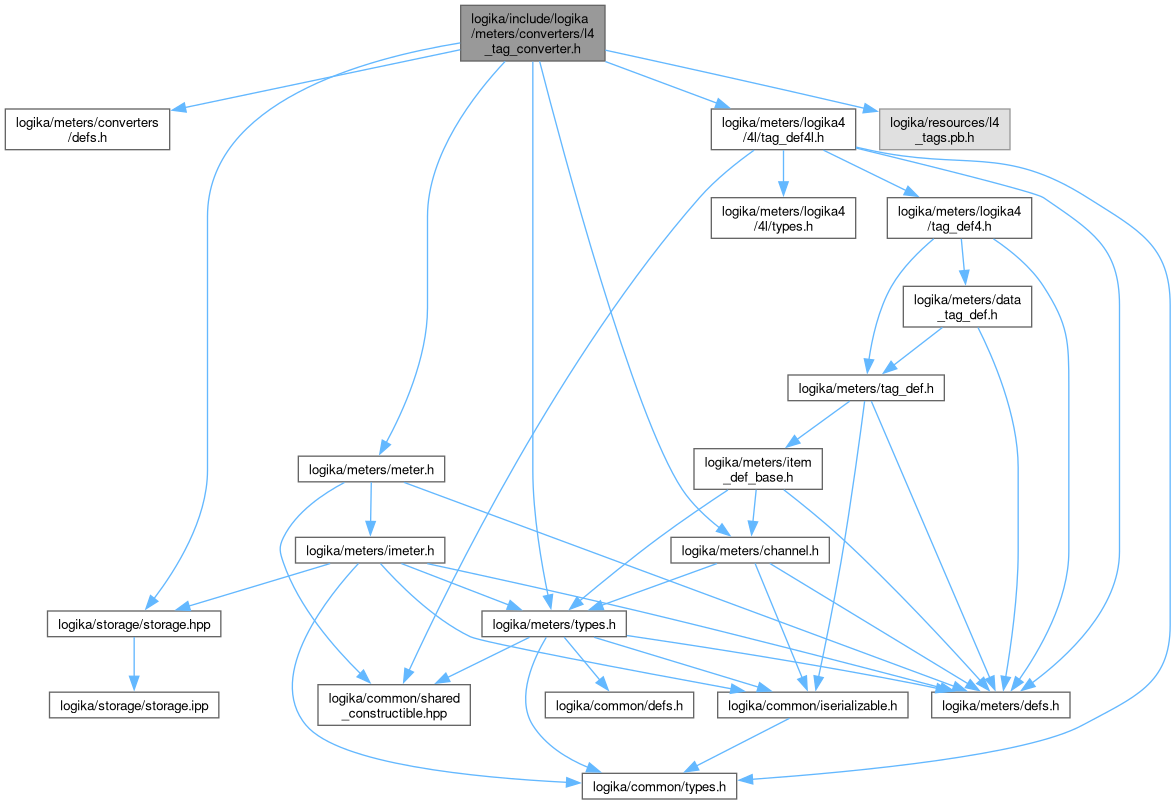 logika/include/logika
/meters/converters/l4
_tag_converter.h
logika/meters/converters
/defs.h
logika/meters/logika4
/4l/tag_def4l.h
logika/resources/l4
_tags.pb.h
logika/meters/logika4
/4l/types.h
logika/meters/logika4
/tag_def4.h
logika/meters/data
_tag_def.h
logika/meters/tag_def.h
logika/meters/meter.h
logika/meters/item
_def_base.h
logika/meters/imeter.h
logika/meters/channel.h
logika/storage/storage.hpp
logika/meters/types.h
logika/storage/storage.ipp
logika/common/shared
_constructible.hpp
logika/common/defs.h
logika/common/iserializable.h
logika/meters/defs.h
logika/common/types.h